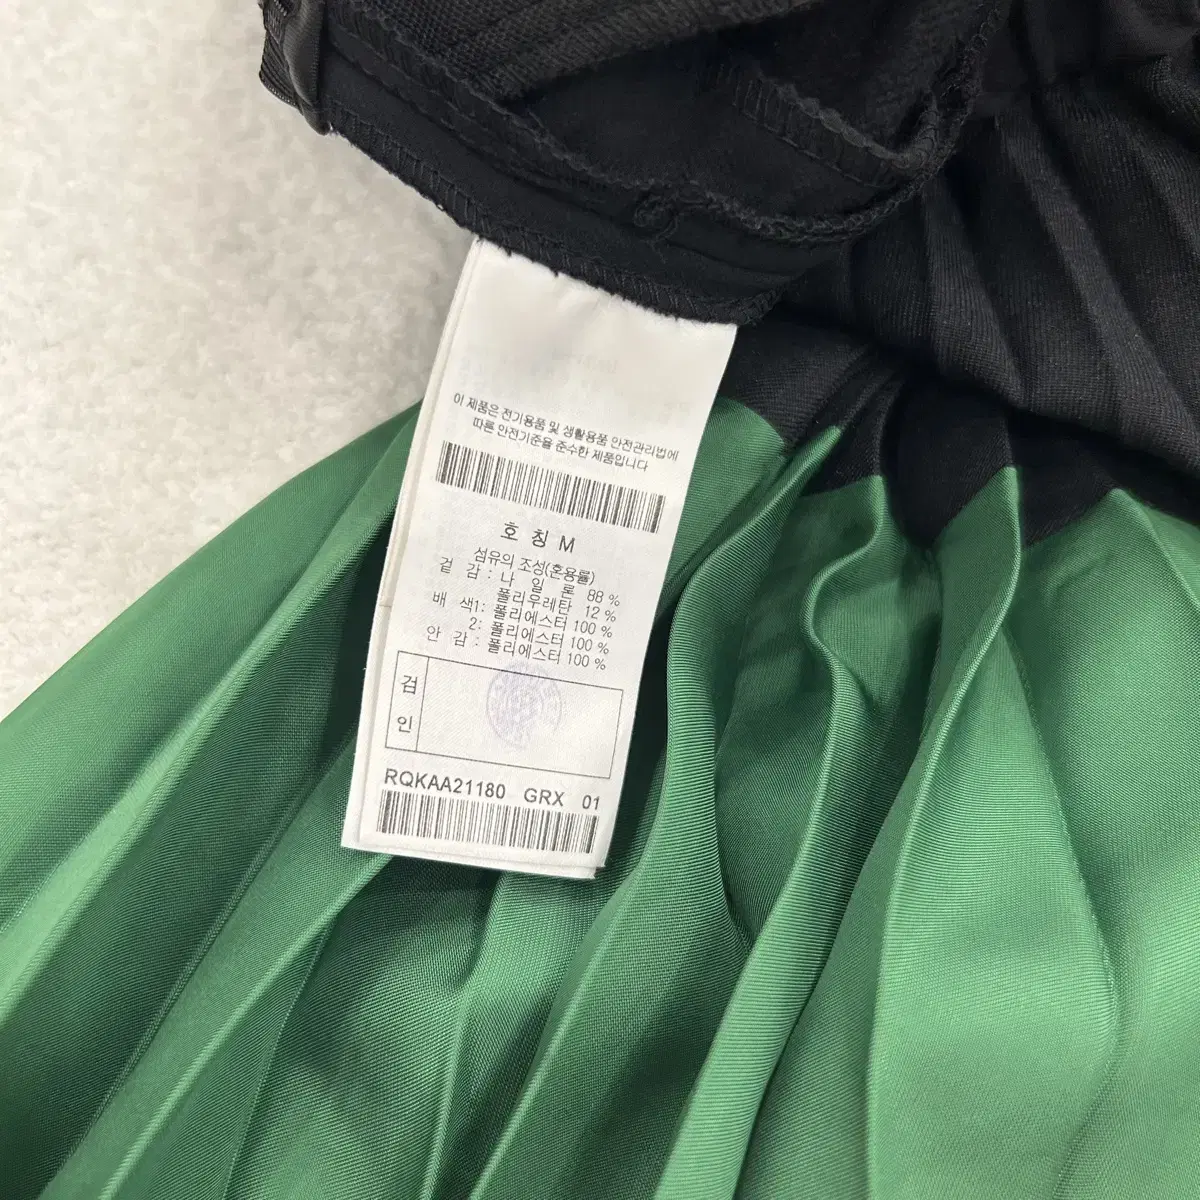 이 제품은 전기용품 및 생활용품 안전관리법에
따른 안전기준을 준수한 제품입니다
호 칭 M
섬유의 조성(혼용률)
겉 감 : 나 일 론 88 %
폴리우레탄 12 %
배 색1: 폴리에스터 100 %
2: 폴리에스터 100 %
안 감 : 폴리에스터 100 %
검
인
RQKAA21180 GRX 01